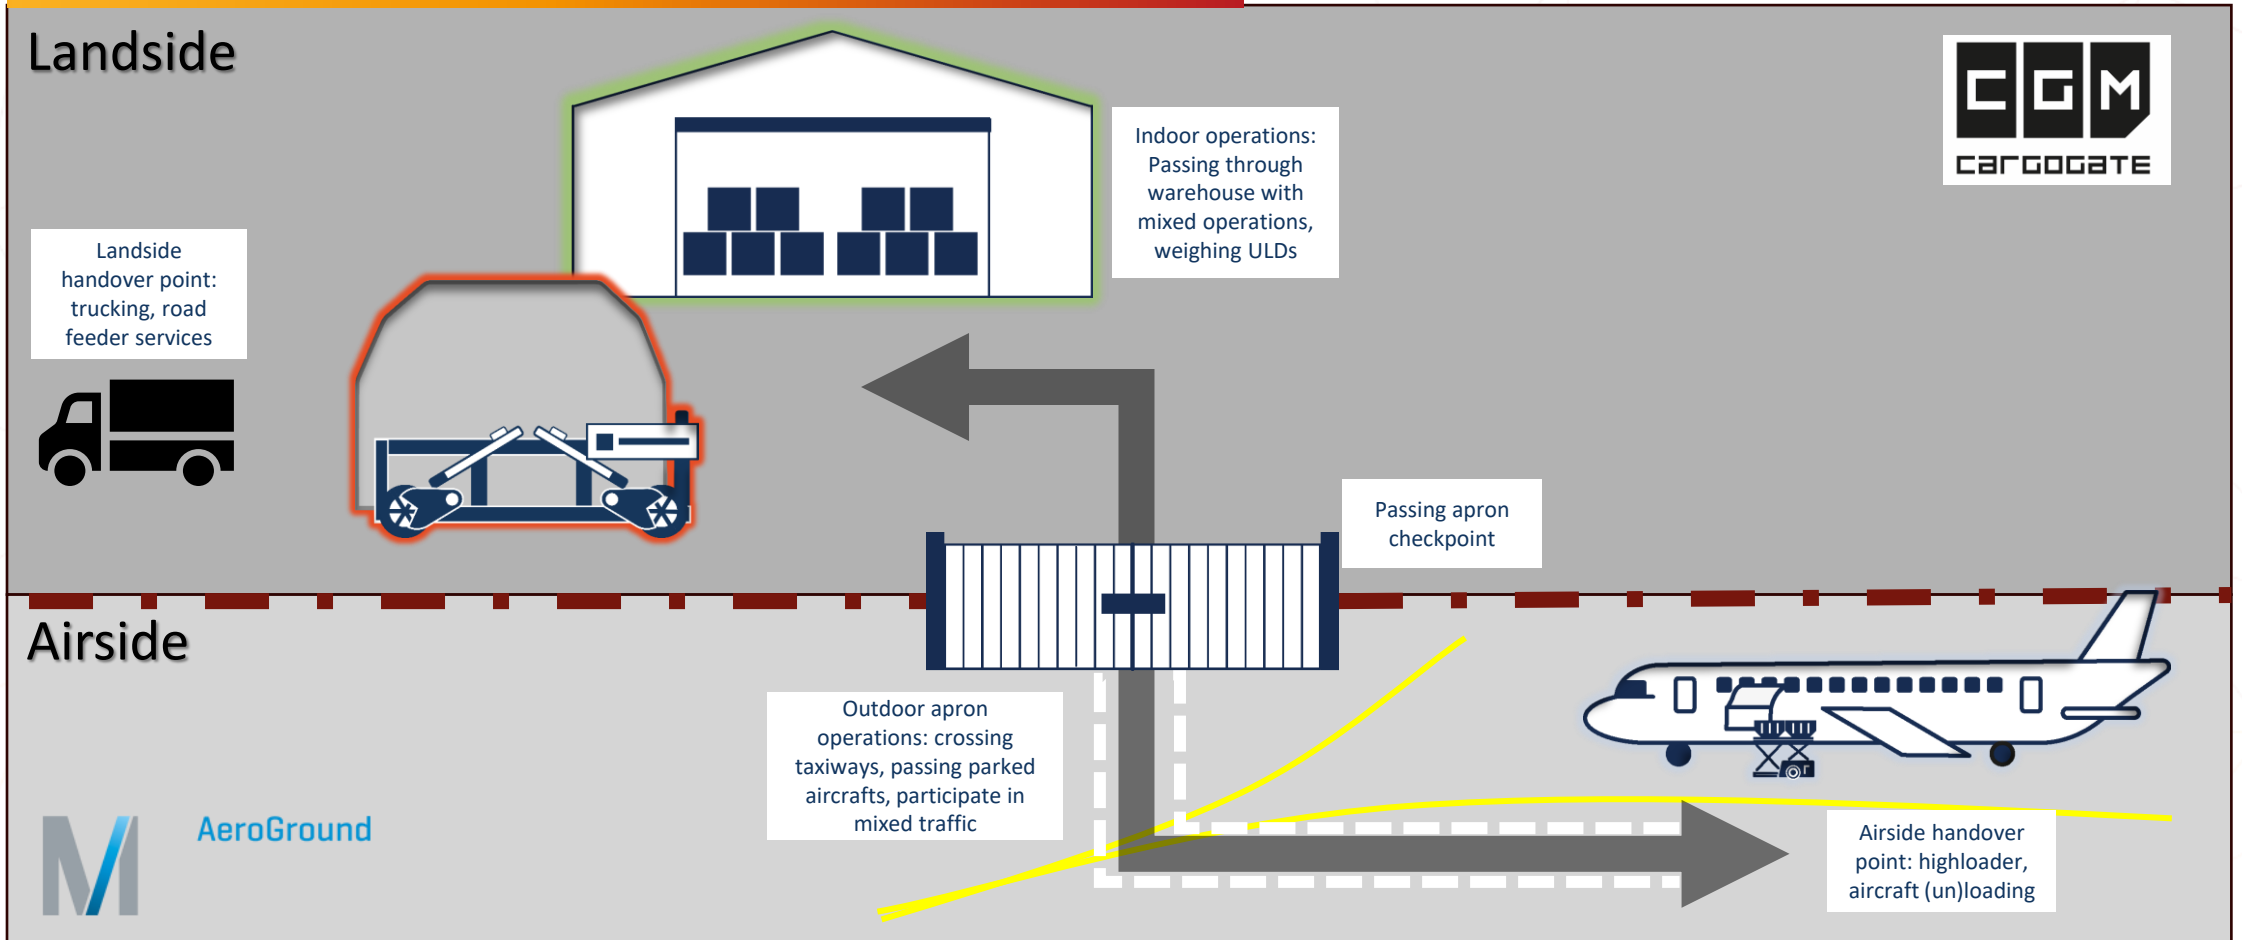 Landside
CGM
CARGOGATE
Indoor operations:
Passing through
warehouse with
mixed operations,
weighing ULDs
Landside
handover point:
trucking, road
feeder services
Passing apron
checkpoint
Airside
Outdoor apron
operations: crossing
taxiways, passing parked
aircrafts, participate in
mixed traffic
M AeroGround
Airside handover
point: highloader,
aircraft (un)loading